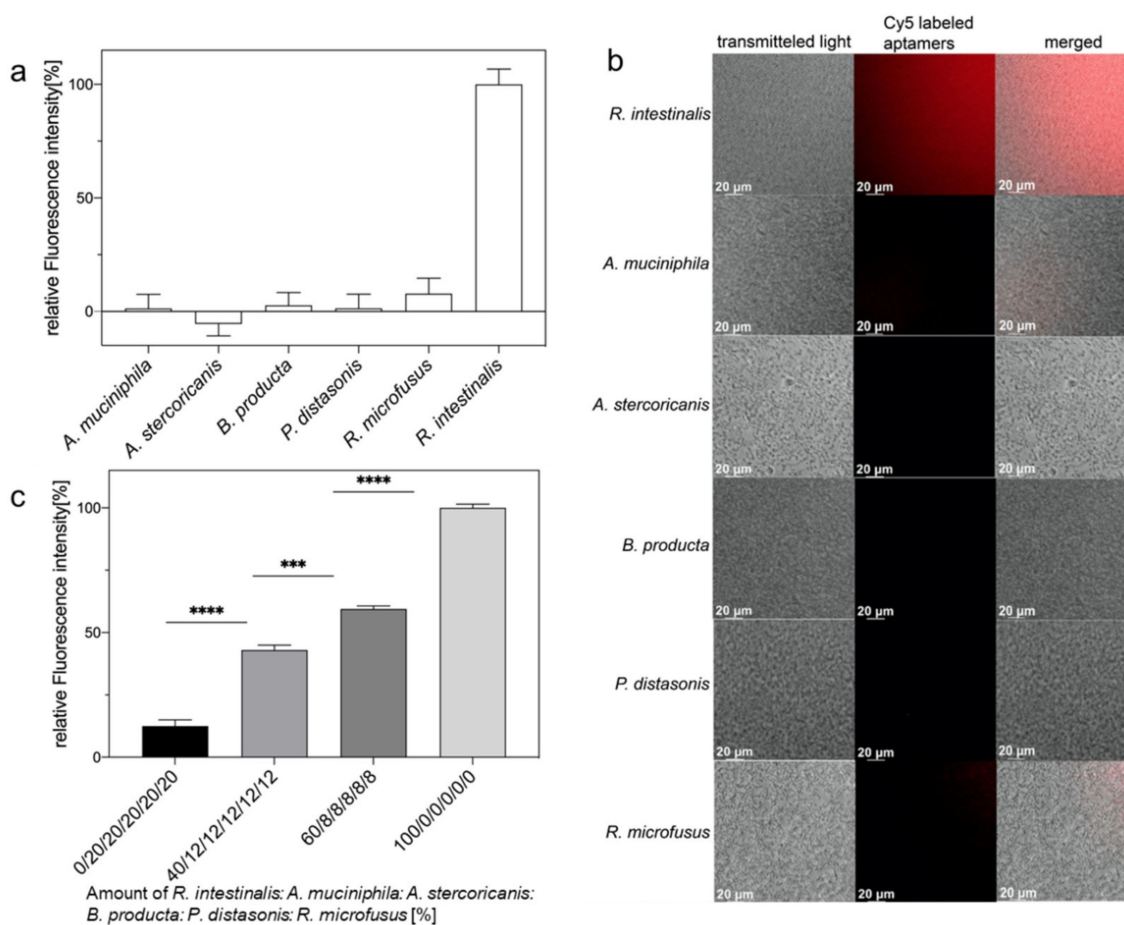 a
relative Fluorescence intensity[%]
100
50
0
A. muciniphila
A. stercoricanis
B. producta
P. distasonis
R. microfusus
R. intestinalis
b
transmitteled light
Cy5 labeled
aptamers
merged
R. intestinalis
20 µm
20 µm
20 µm
A. muciniphila
20 µm
20 µm
20 µm
A. stercoricanis
20 µm
20 µm
20 µm
B. producta
20 µm
20 µm
20 µm
P. distasonis
20 µm
20 µm
20 µm
R. microfusus
20 µm
20 µm
20 µm
c
relative Fluorescence intensity[%]
100
50
0
****
***
****
0/20/20/20/20/20
40/12/12/12/12/12
60/8/8/8/8/8
100/0/0/0/0/0
Amount of R. intestinalis: A. muciniphila: A. stercoricanis:
B. producta: P. distasonis: R. microfusus [%]